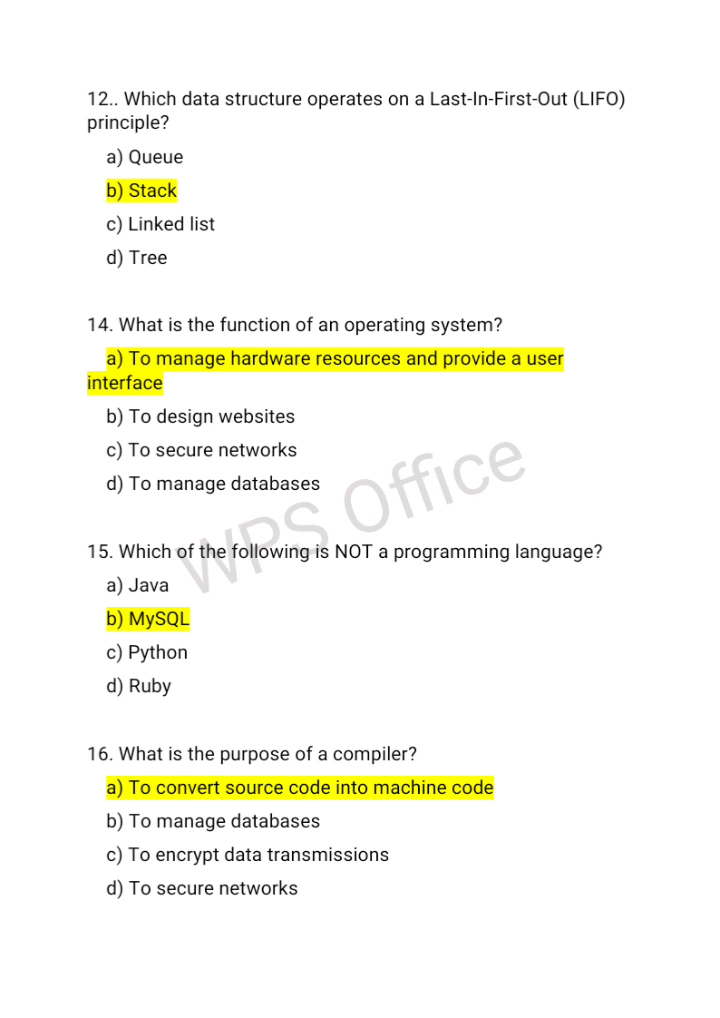 12.. Which data structure operates on a Last-In-First-Out (LIFO)
principle?
a) Queue
b) Stack
c) Linked list
d) Tree
14. What is the function of an operating system?
a) To manage hardware resources and provide a user
interface
b) To design websites
c) To secure networks
d) To manage databases
WPS Office
15. Which of the following is NOT a programming language?
a) Java
b) MySQL
c) Python
d) Ruby
16. What is the purpose of a compiler?
a) To convert source code into machine code
b) To manage databases
c) To encrypt data transmissions
d) To secure networks